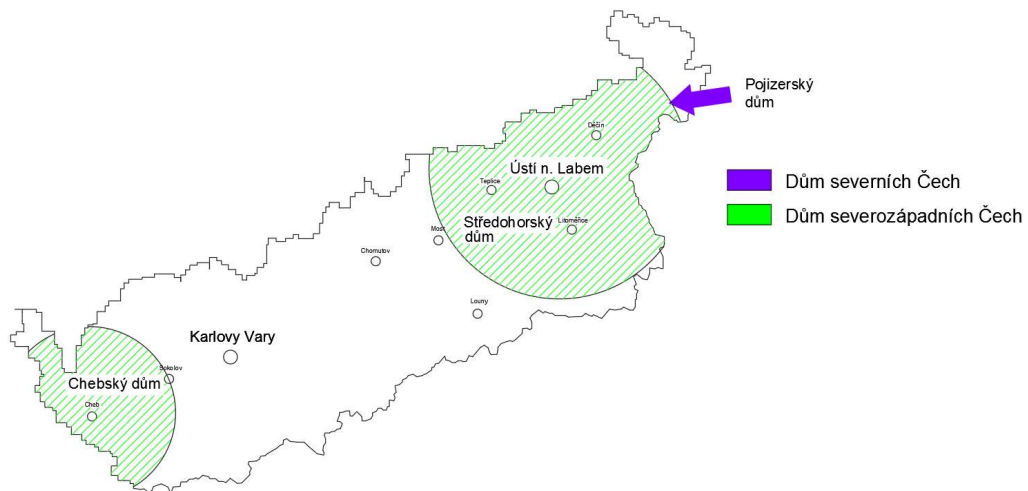 Pojizerský
dům
Děčín
Ústí n. Labem
Teplice
Dům severních Čech
Dům severozápadních Čech
Středohorský
dům
Litoměřice
Most
Chomutov
Louny
Karlovy Vary
Sokolov
Chebský dům
Cheb